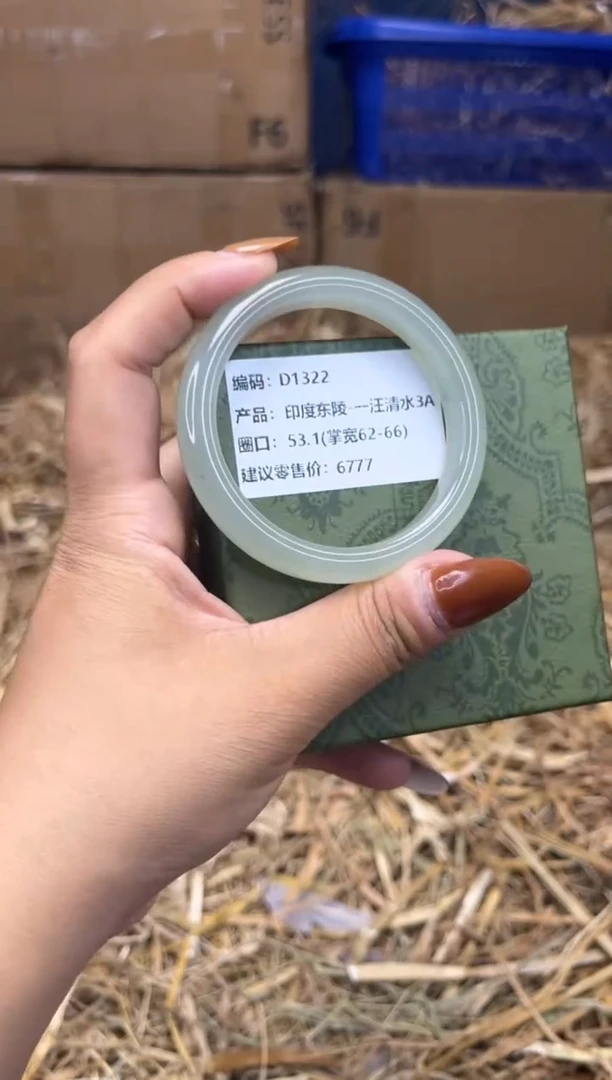 F6
编码：D1322
产品：印度东陵-一汪清水3A
圈口：53.1(掌宽62-66)
建议零售价：6777